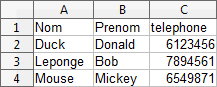 A B C
1 Nom Prenom telephone
2 Duck Donald 6123456
3 Leponge Bob 7894561
4 Mouse Mickey 6549871